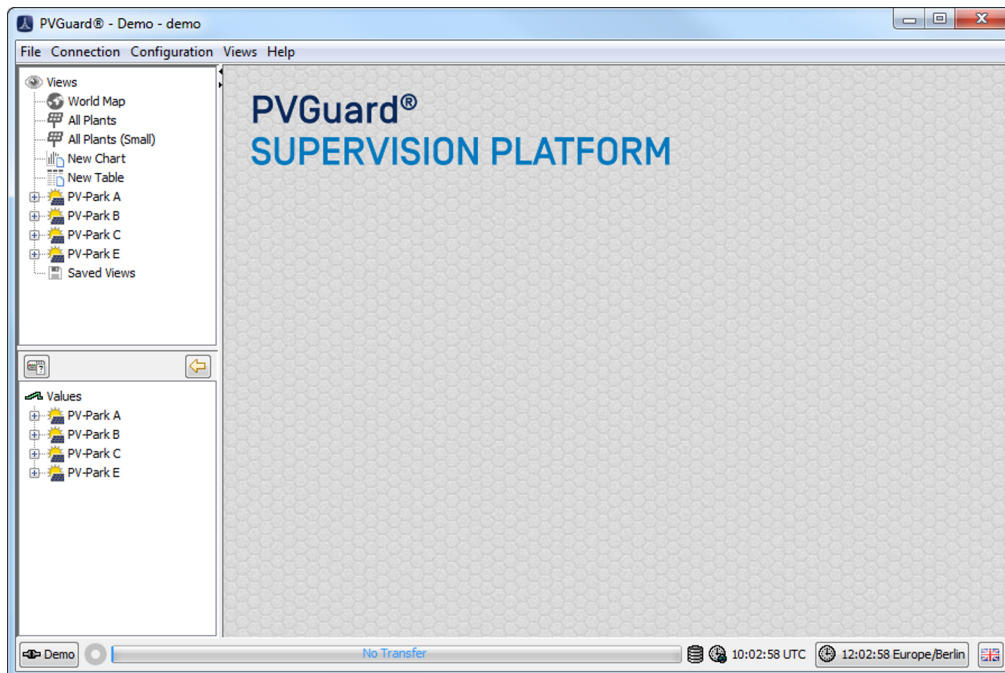 PVGuard® - Demo - demo
File Connection Configuration Views Help
Views
World Map
All Plants
All Plants (Small)
New Chart
New Table
PV-Park A
PV-Park B
PV-Park C
PV-Park E
Saved Views
PVGuard®
SUPERVISION PLATFORM
Values
PV-Park A
PV-Park B
PV-Park C
PV-Park E
Demo No Transfer 10:02:58 UTC 12:02:58 Europe/Berlin